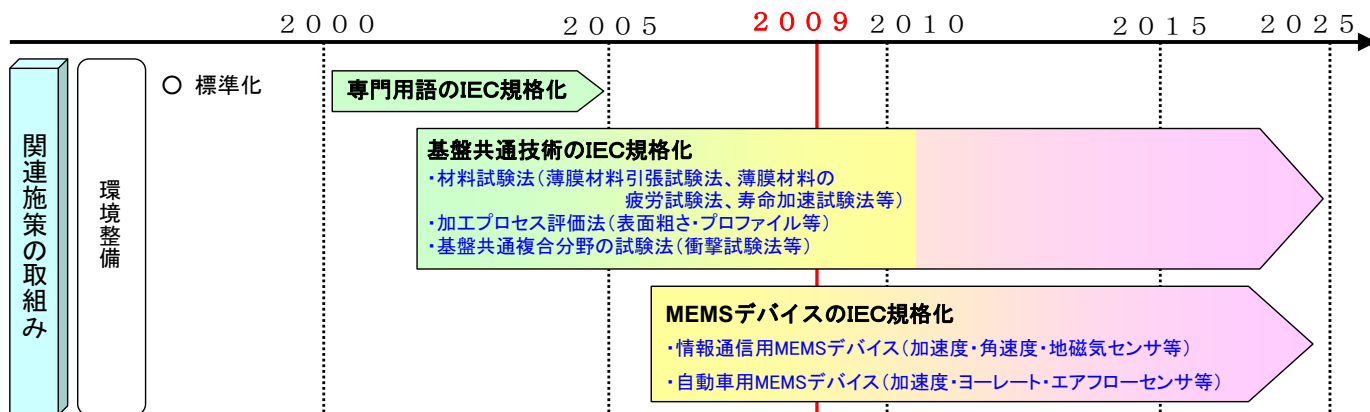 ２０００ ２００５ ２００９ ２０１０ ２０１５ ２０２５
関連施策の取組み
環境整備
○ 標準化
専門用語のIEC規格化
基盤共通技術のIEC規格化
・材料試験法（薄膜材料引張試験法、薄膜材料の
疲労試験法、寿命加速試験法等）
・加工プロセス評価法（表面粗さ・プロファイル等）
・基盤共通複合分野の試験法（衝撃試験法等）
MEMSデバイスのIEC規格化
・情報通信用MEMSデバイス（加速度・角速度・地磁気センサ等）
・自動車用MEMSデバイス（加速度・ヨーレート・エアフローセンサ等）